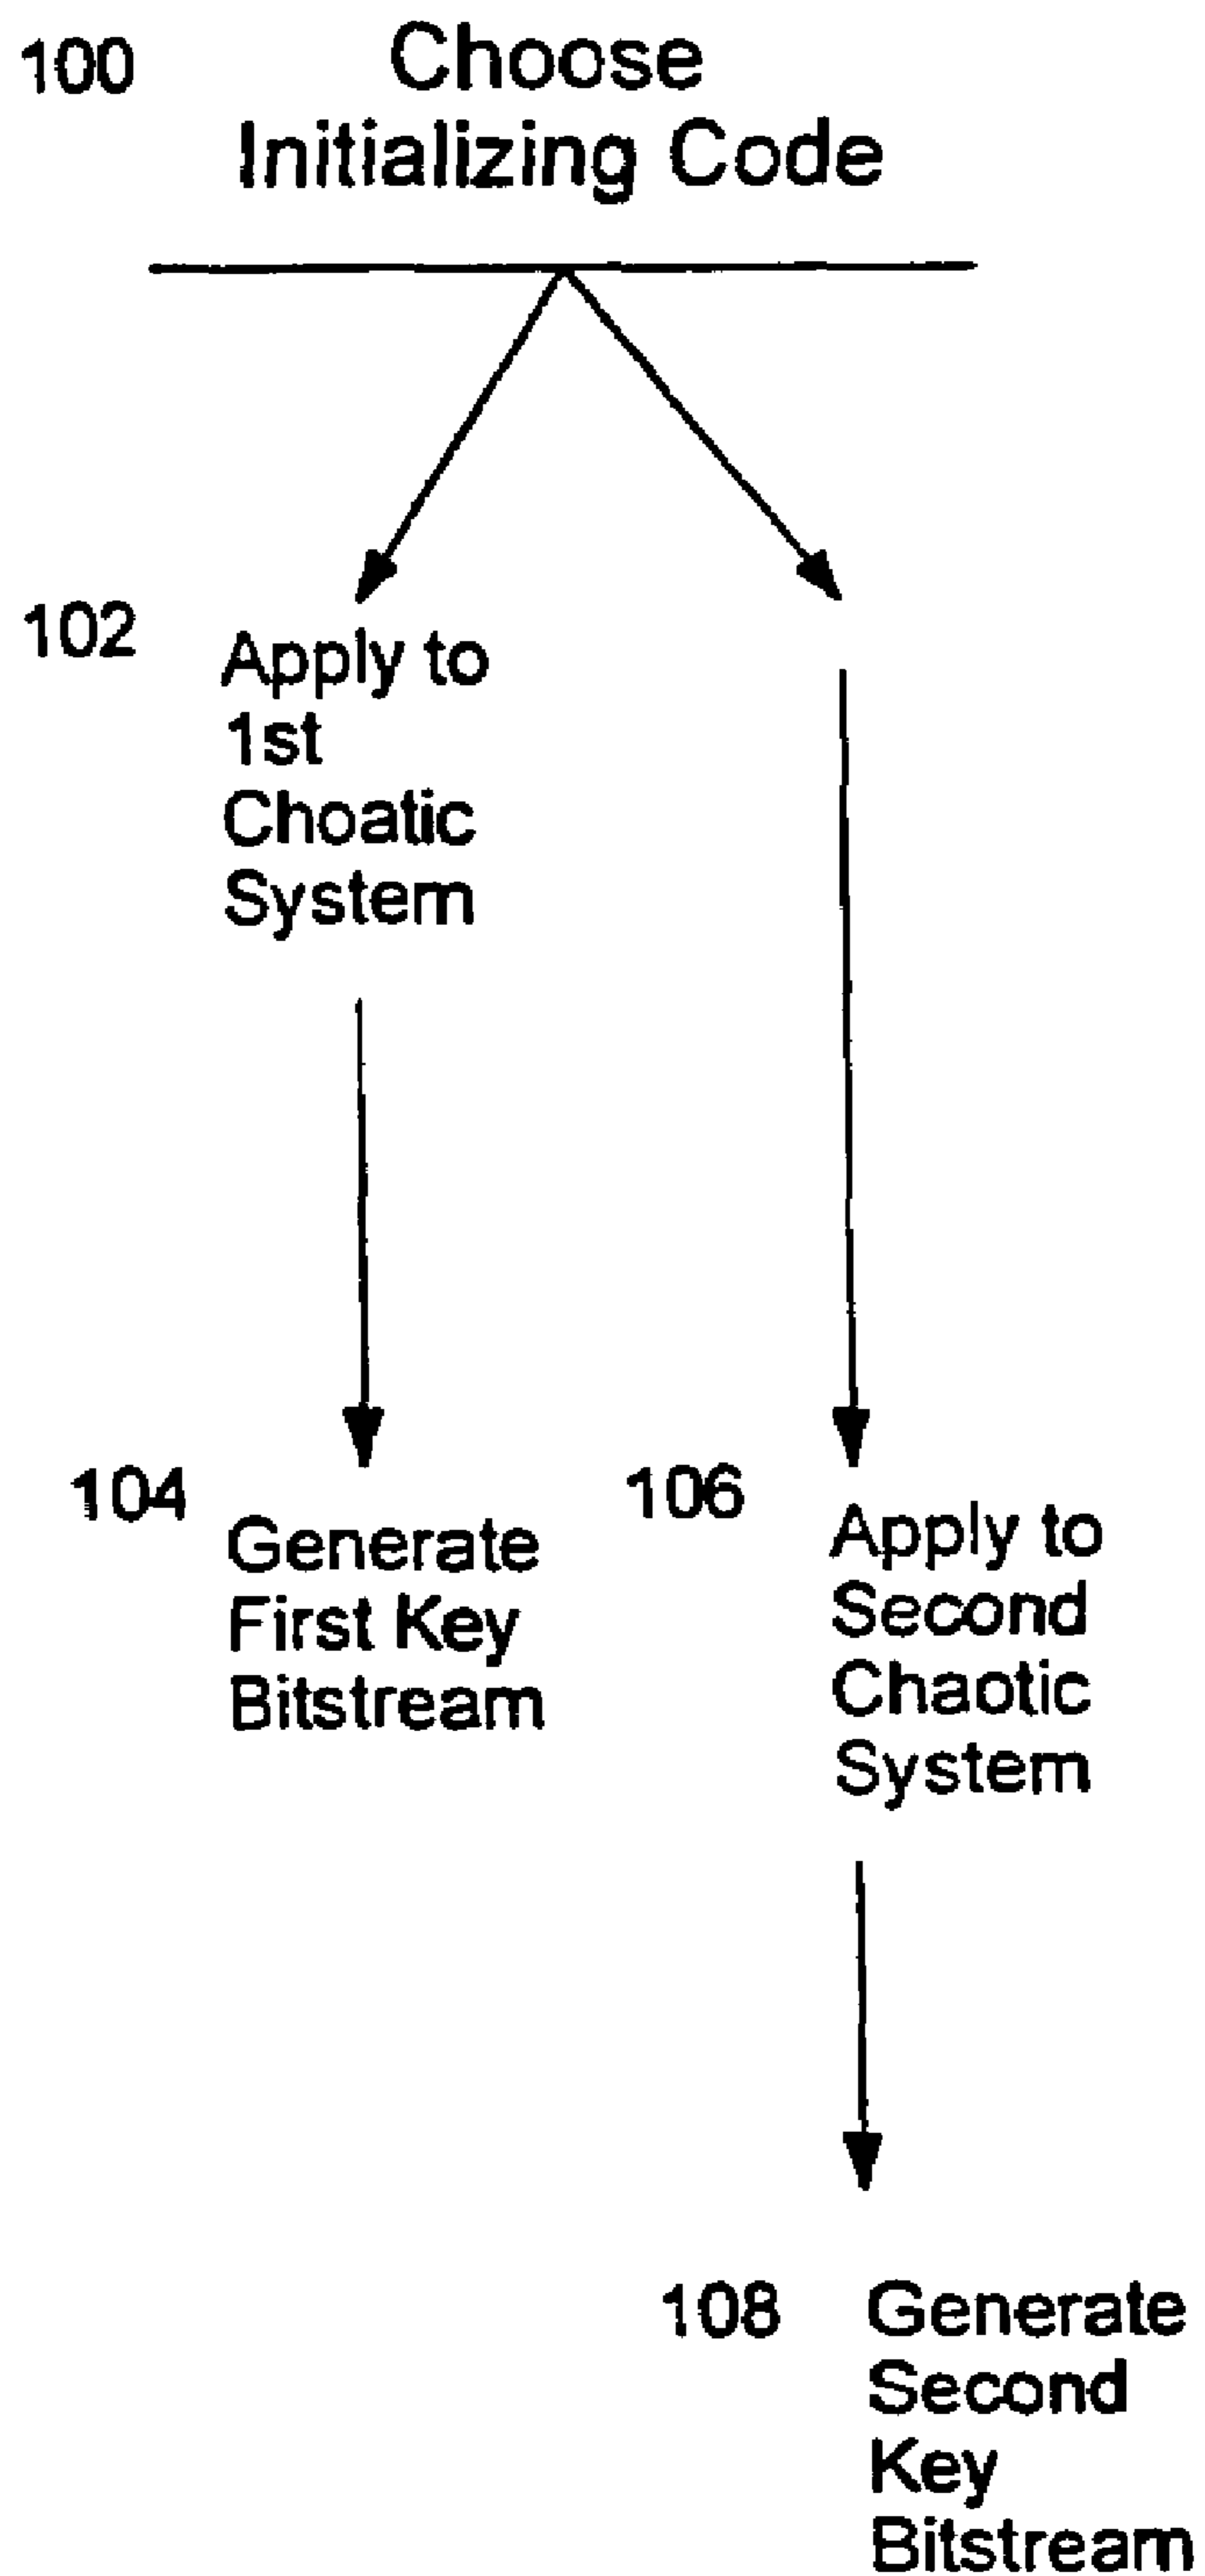 100 Choose
Initializing Code
102
Apply to
1st
Choatic
System
104
Generate
First Key
Bitstream
106
Apply to
Second
Chaotic
System
108 Generate
Second
Key
Bitstream